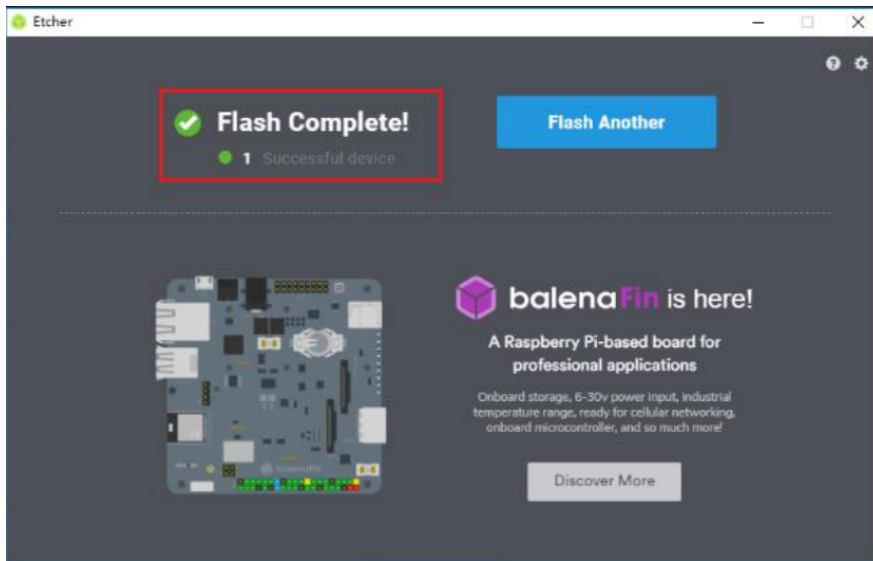 Etcher
Flash Complete!
1 Successful device
Flash Another
balenaFin is here!
A Raspberry Pi-based board for
professional applications
Onboard storage, 6-30v power input, industrial
temperature range, ready for cellular networking,
onboard microcontroller, and so much more!
balenaFin
Discover More